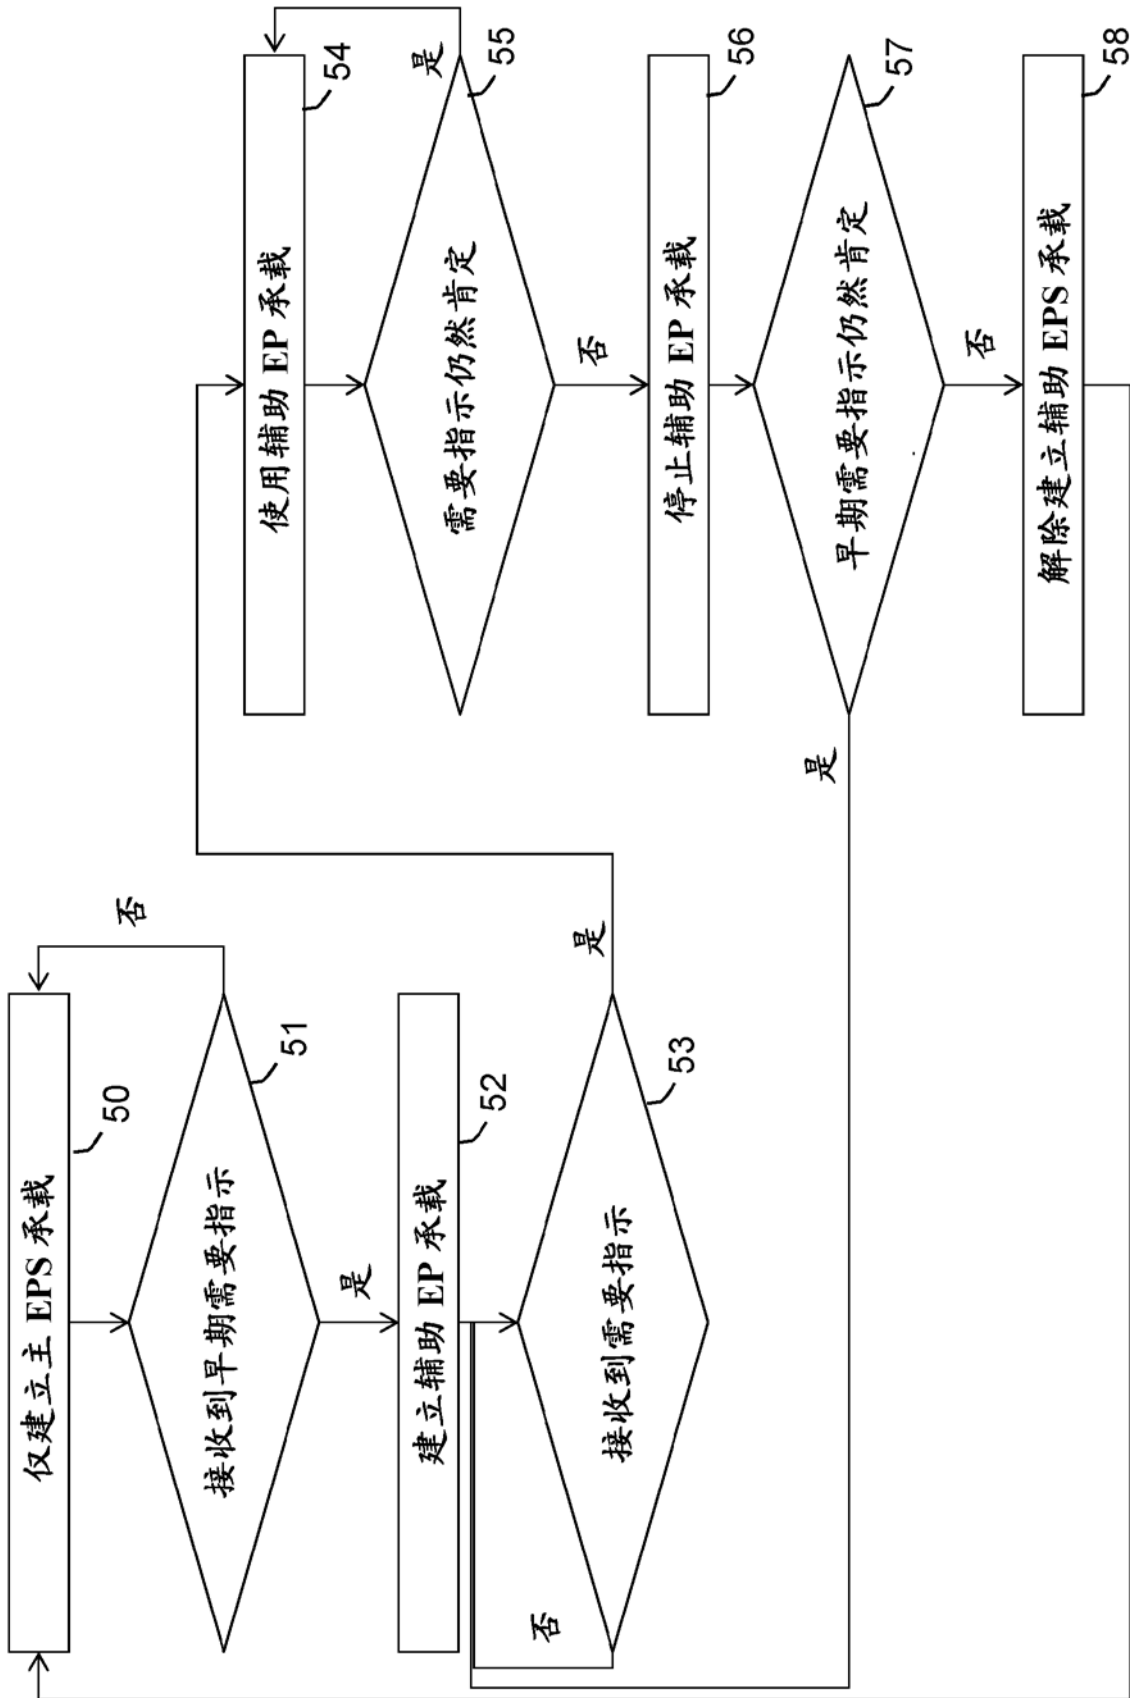 仅建立主 EPS 承载
50
否
接收到早期需要指示
51
是
建立辅助 EP 承载
52
接收到需要指示
53
是
否
使用辅助 EP 承载
54
是
需要指示仍然肯定
55
否
停止辅助 EP 承载
56
早期需要指示仍然肯定
57
是
否
解除建立辅助 EPS 承载
58